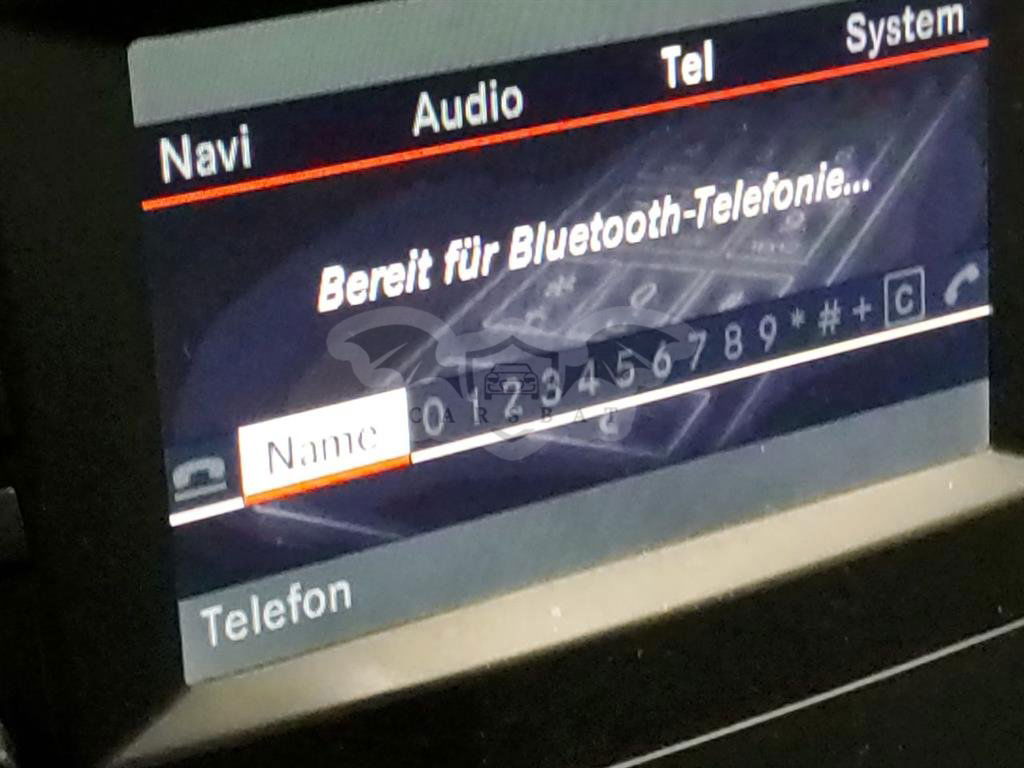 Navi Audio Tel System
Bereit für Bluetooth-Telefonie...
Name 0 1 2 3 4 5 6 7 8 9 * # + C
CARGBAT
Telefon